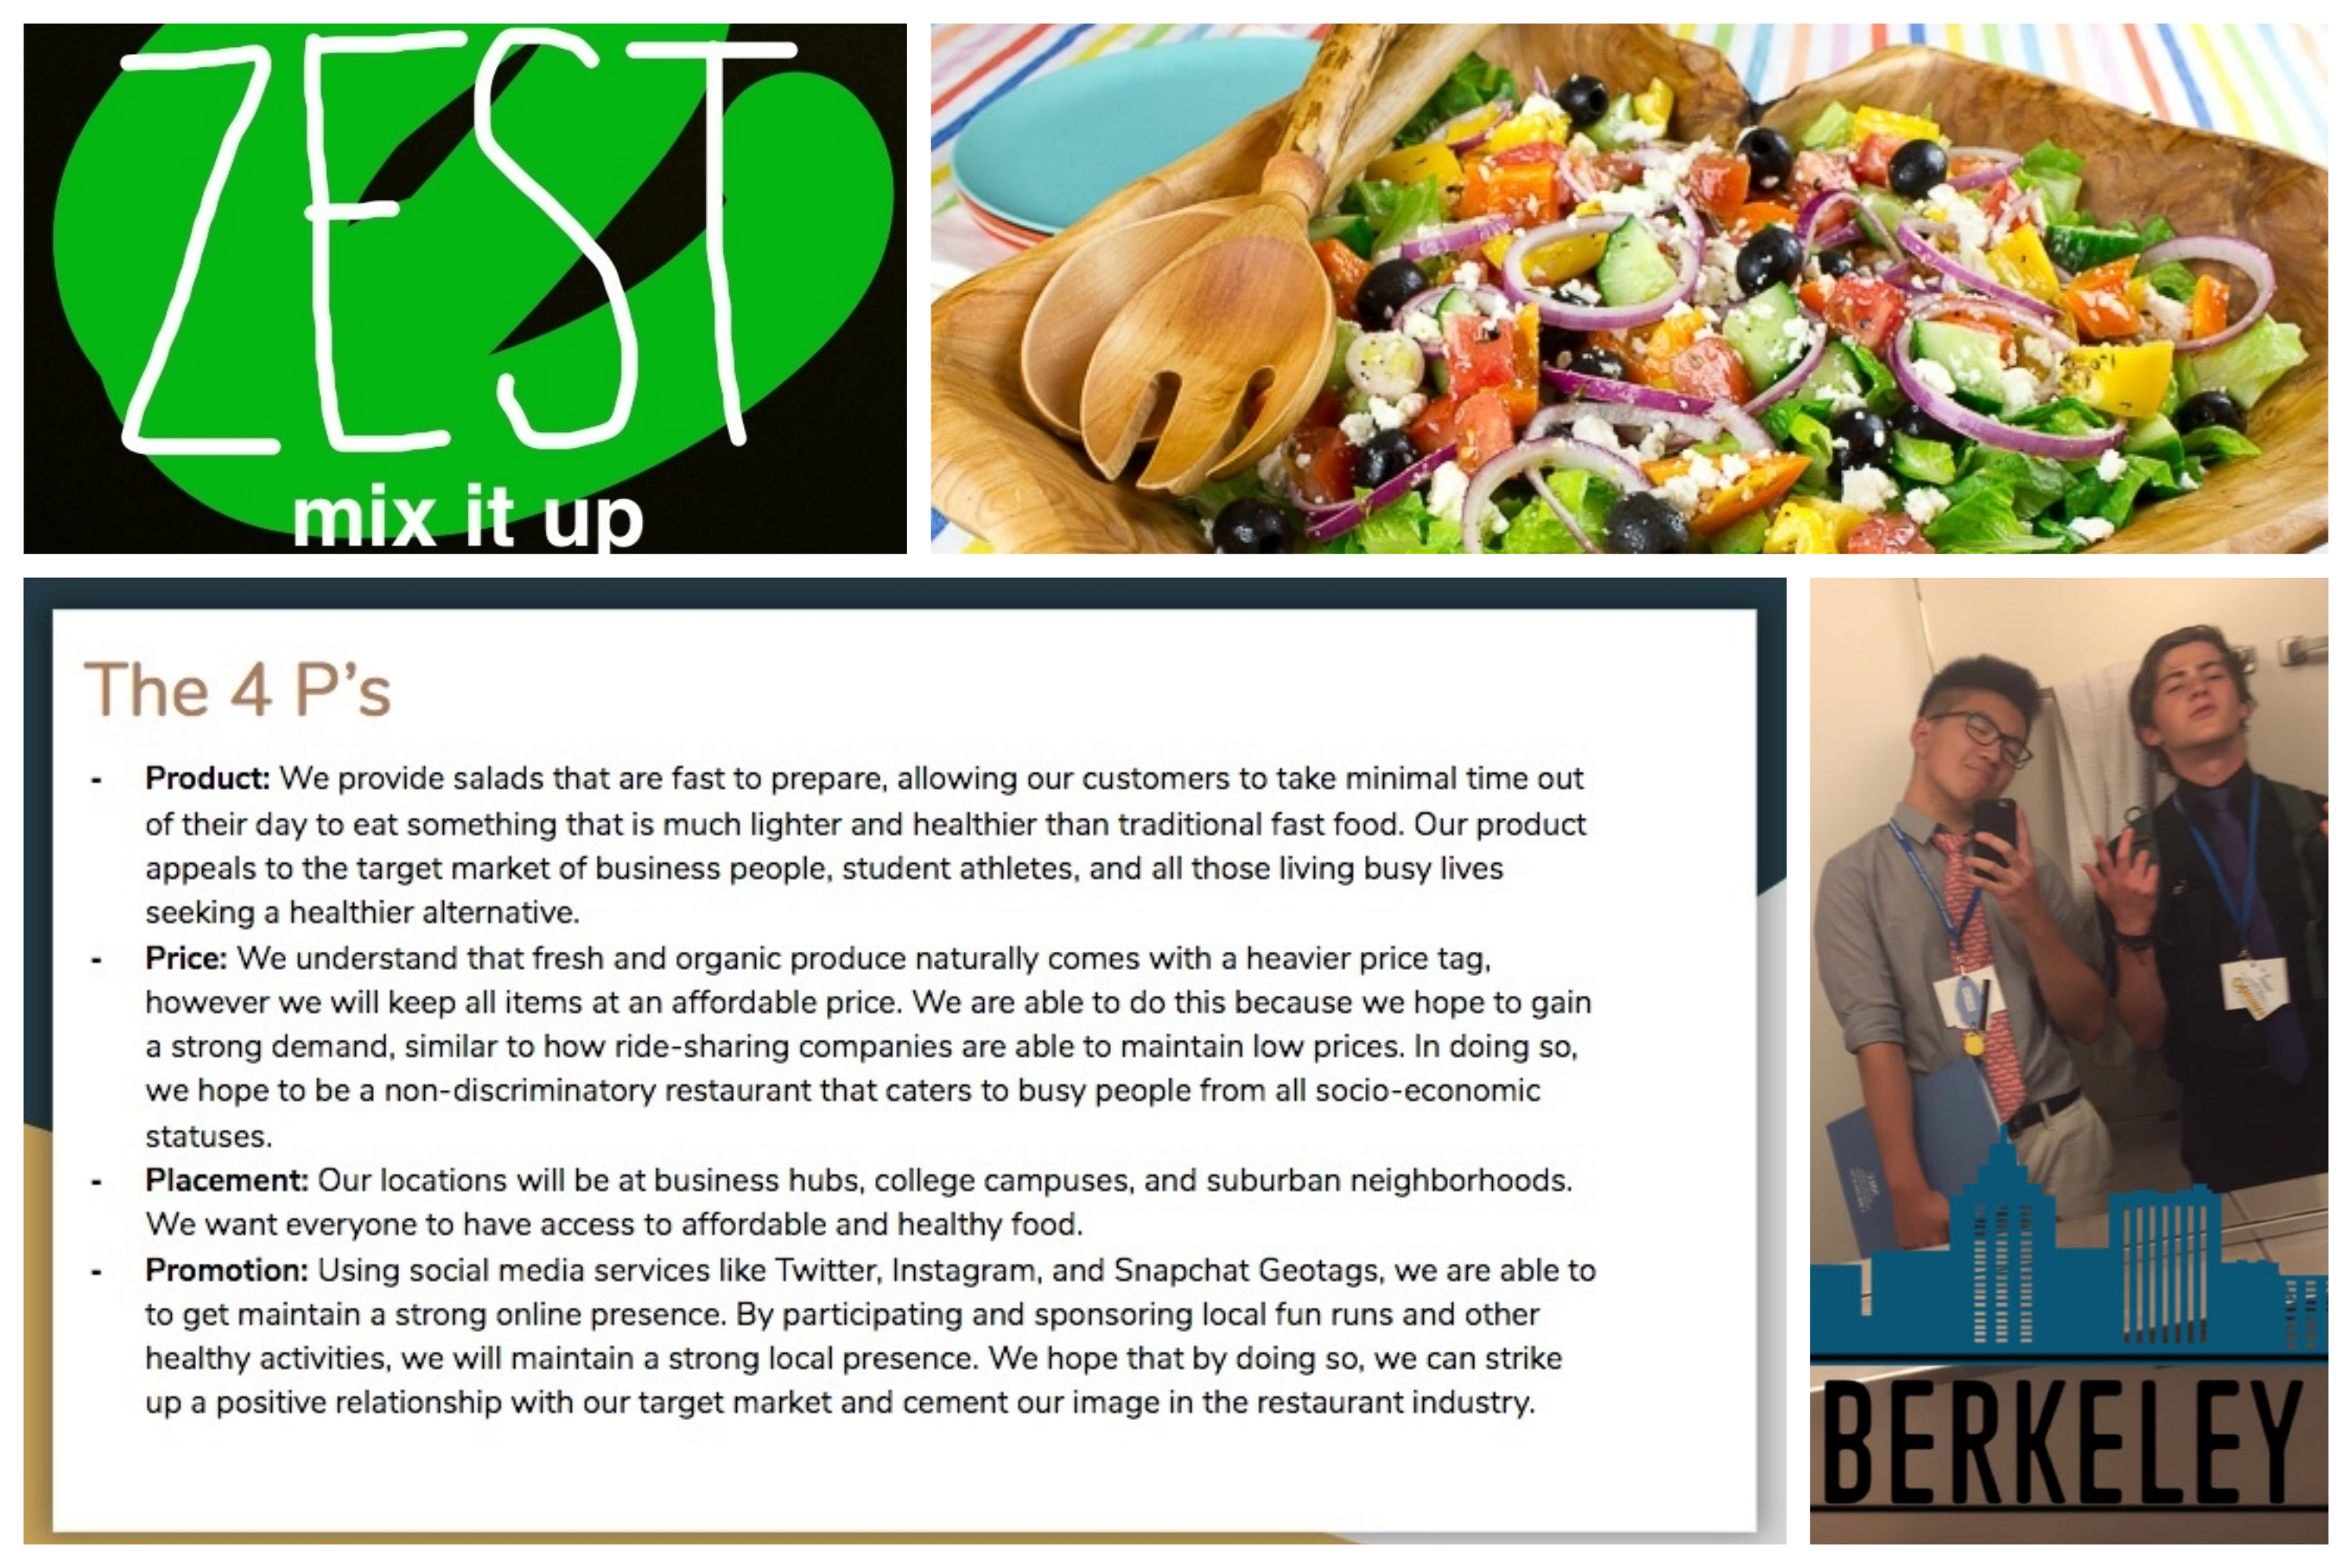 ZEST
mix it up
The 4 P's
- Product: We provide salads that are fast to prepare, allowing our customers to take minimal time out
of their day to eat something that is much lighter and healthier than traditional fast food. Our product
appeals to the target market of business people, student athletes, and all those living busy lives
seeking a healthier alternative.
- Price: We understand that fresh and organic produce naturally comes with a heavier price tag,
however we will keep all items at an affordable price. We are able to do this because we hope to gain
a strong demand, similar to how ride-sharing companies are able to maintain low prices. In doing so,
we hope to be a non-discriminatory restaurant that caters to busy people from all socio-economic
statuses.
- Placement: Our locations will be at business hubs, college campuses, and suburban neighborhoods.
We want everyone to have access to affordable and healthy food.
- Promotion: Using social media services like Twitter, Instagram, and Snapchat Geotags, we are able to
to get maintain a strong online presence. By participating and sponsoring local fun runs and other
healthy activities, we will maintain a strong local presence. We hope that by doing so, we can strike
up a positive relationship with our target market and cement our image in the restaurant industry.
BERKELEY